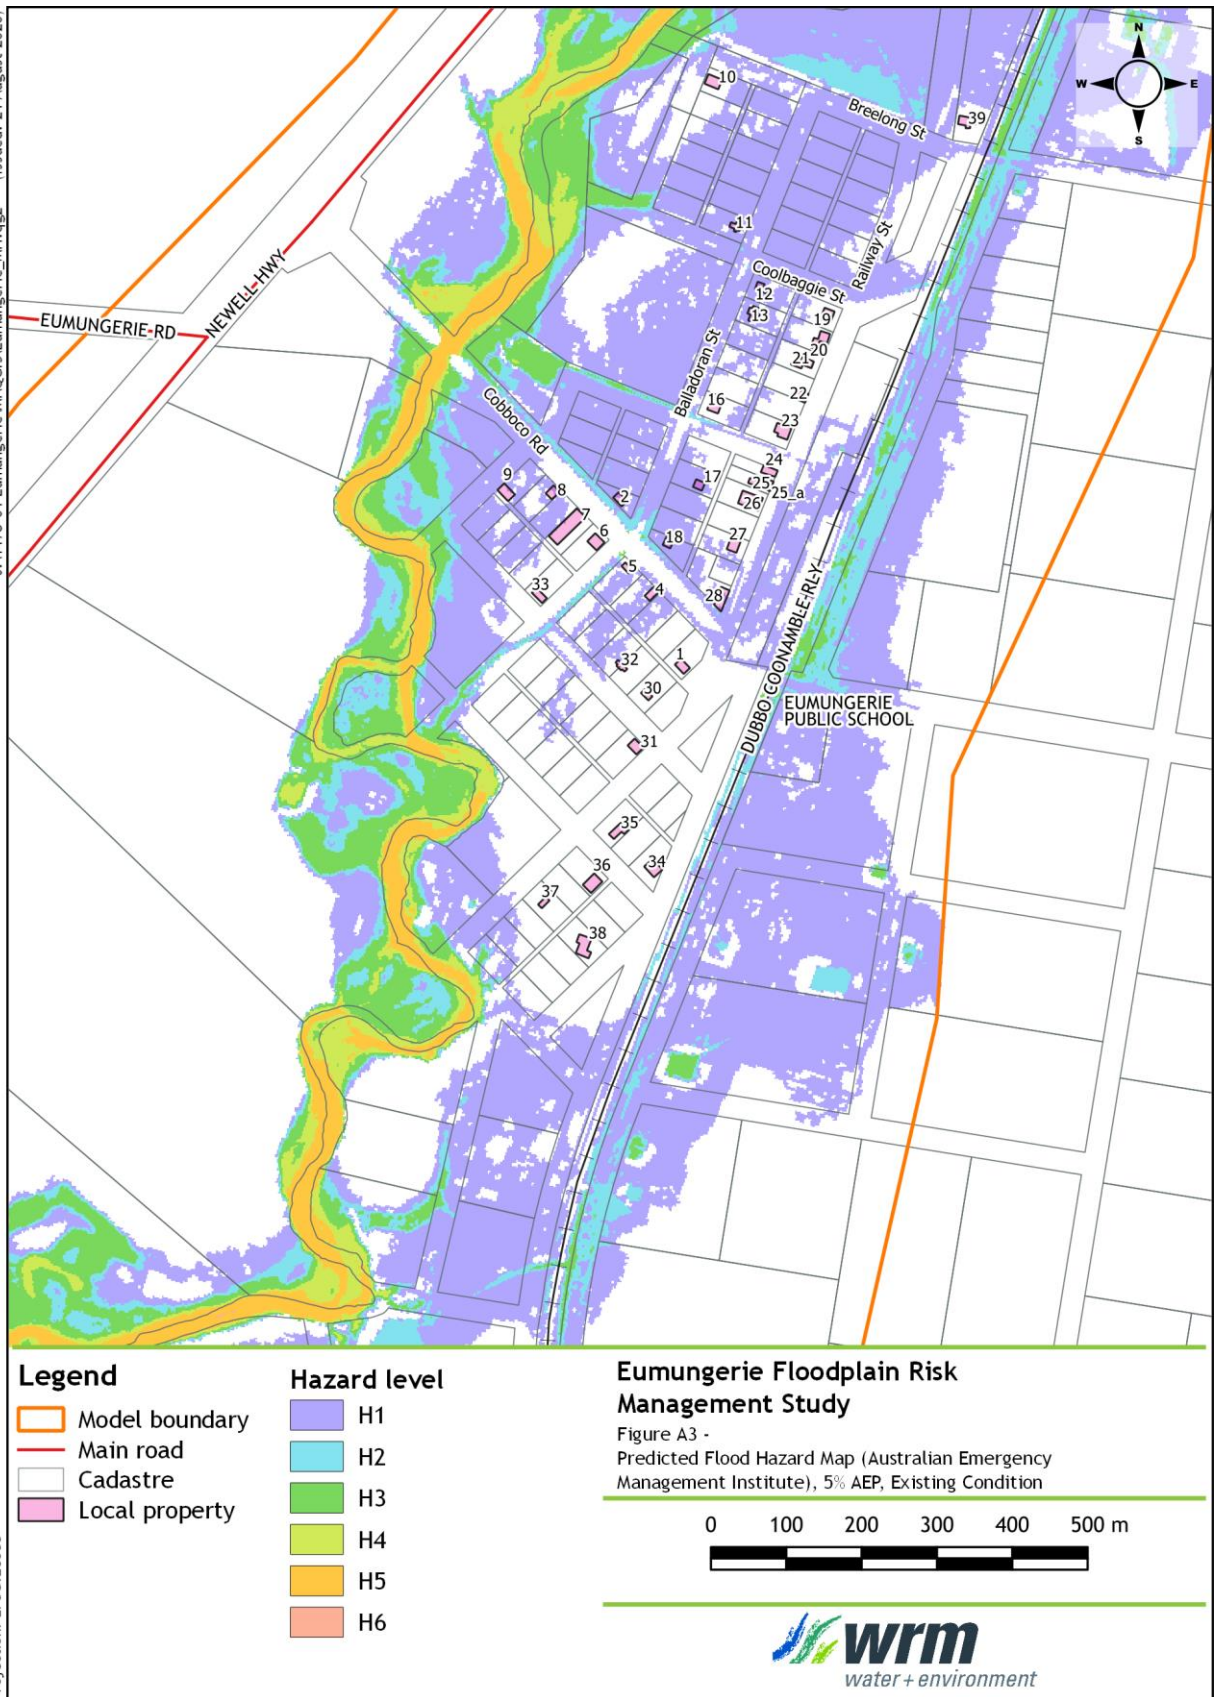 N
W
E
S
10
39
Breelong St
11
Railway St
Coolbaggie St
12
13
19
20
21
NEWELL HWY
EUMUNGERIE RD
Balladoran St
22
16
23
Cobboco Rd
24
9
8
2
17
25
25_a
26
7
6
18
27
5
33
4
28
32
1
30
DUBBO COONAMBLE RLY
EUMUNGERIE
PUBLIC SCHOOL
31
35
34
36
37
38
Legend
Model boundary
Main road
Cadastre
Local property
Hazard level
H1
H2
H3
H4
H5
H6
Eumungerie Floodplain Risk
Management Study
Figure A3 -
Predicted Flood Hazard Map (Australian Emergency
Management Institute), 5% AEP, Existing Condition
0 100 200 300 400 500 m
wrm
water + environment